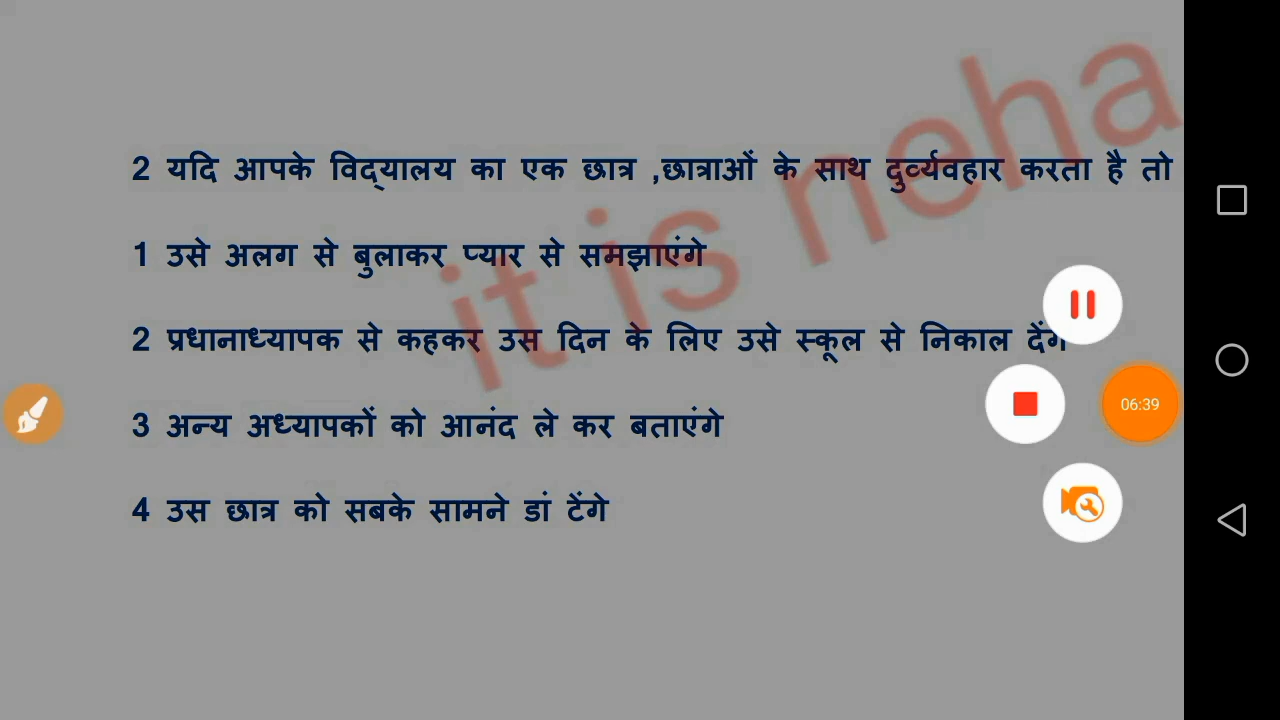 it is neha
2 यदि आपके विद्यालय का एक छात्र ,छात्राओं के साथ दुर्व्यवहार करता है तो
1 उसे अलग से बुलाकर प्यार से समझाएंगे
2 प्रधानाध्यापक से कहकर उस दिन के लिए उसे स्कूल से निकाल देंगे
3 अन्य अध्यापकों को आनंद ले कर बताएंगे
06:39
4 उस छात्र को सबके सामने डां टेंगे